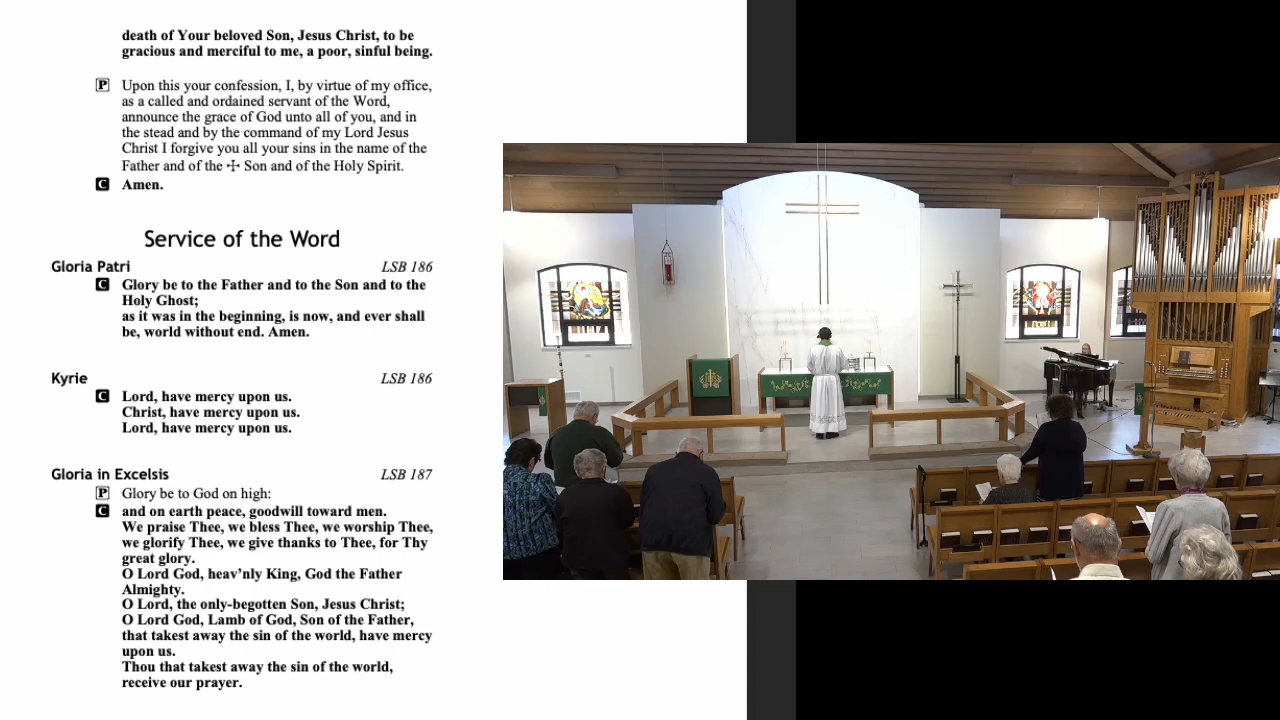 death of Your beloved Son, Jesus Christ, to be
gracious and merciful to me, a poor, sinful being.
P Upon this your confession, I, by virtue of my office,
as a called and ordained servant of the Word,
announce the grace of God unto all of you, and in
the stead and by the command of my Lord Jesus
Christ I forgive you all your sins in the name of the
Father and of the ☩ Son and of the Holy Spirit.
C Amen.
Service of the Word
Gloria Patri LSB 186
C Glory be to the Father and to the Son and to the
Holy Ghost;
as it was in the beginning, is now, and ever shall
be, world without end. Amen.
Kyrie LSB 186
C Lord, have mercy upon us.
Christ, have mercy upon us.
Lord, have mercy upon us.
Gloria in Excelsis LSB 187
P Glory be to God on high:
C and on earth peace, goodwill toward men.
We praise Thee, we bless Thee, we worship Thee,
we glorify Thee, we give thanks to Thee, for Thy
great glory.
O Lord God, heav'nly King, God the Father
Almighty.
O Lord, the only-begotten Son, Jesus Christ;
O Lord God, Lamb of God, Son of the Father,
that takest away the sin of the world, have mercy
upon us.
Thou that takest away the sin of the world,
receive our prayer.